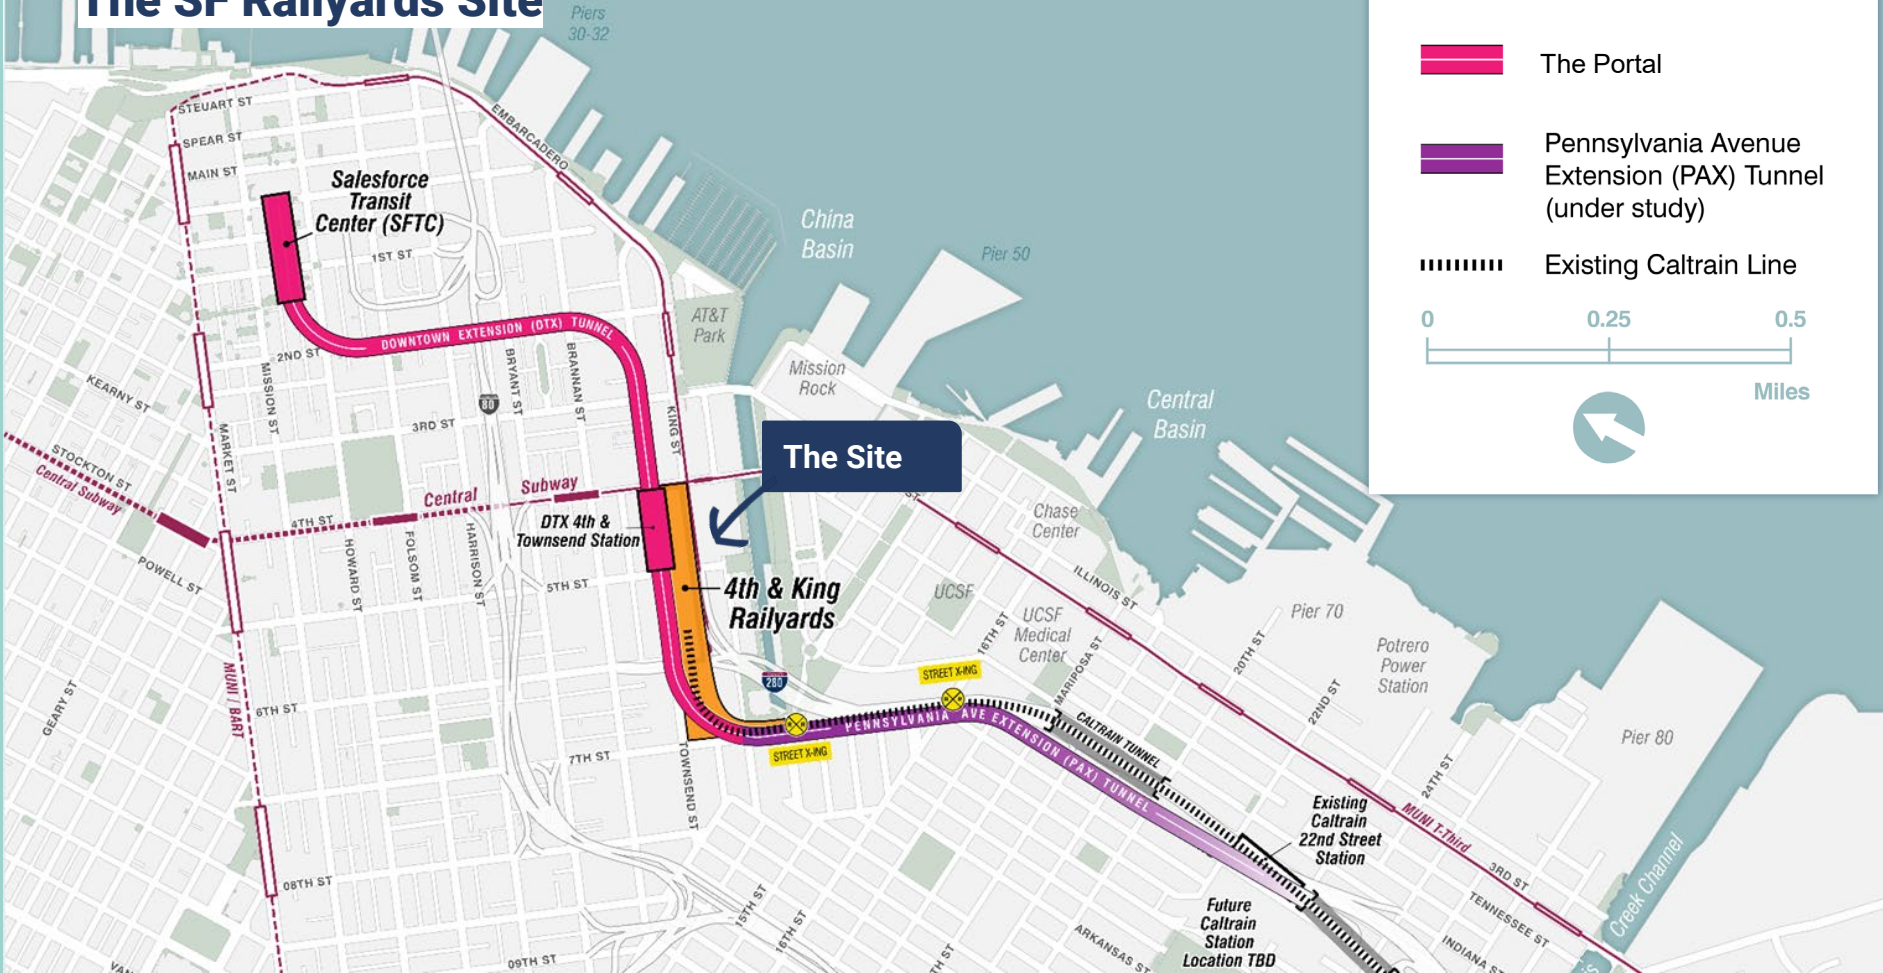 The SF Railyards Site
Piers
30-32
The Portal
Pennsylvania Avenue
Extension (PAX) Tunnel
(under study)
Existing Caltrain Line
0 0.25 0.5
Miles
STEUART ST
SPEAR ST
MAIN ST
EMBARCADERO
Salesforce
Transit
Center (SFTC)
1ST ST
China
Basin
Pier 50
AT&T
Park
DOWNTOWN EXTENSION (DTX) TUNNEL
2ND ST
MISSION ST
BRYANT ST
BRANNAN ST
KEARNY ST
80
Mission
Rock
Central
Basin
3RD ST
KING ST
MARKET ST
STOCKTON ST
Central Subway
The Site
Central Subway
4TH ST
DTX 4th &
Townsend Station
Chase
Center
HOWARD ST
FOLSOM ST
HARRISON ST
POWELL ST
5TH ST
4th & King
Railyards
UCSF
ILLINOIS ST
UCSF
Medical
Center
16TH ST
MARIPOSA ST
20TH ST
Pier 70
Potrero
Power
Station
22ND ST
STREET X-ING
280
MUNI / BART
GEARY ST
6TH ST
PENNSYLVANIA AVE EXTENSION (PAX) TUNNEL
STREET X-ING
CALTRAIN TUNNEL
7TH ST
TOWNSEND ST
Pier 80
24TH ST
Existing
Caltrain
22nd Street
Station
MUNI T-Third
3RD ST
08TH ST
15TH ST
16TH ST
Future
Caltrain
Station
Location TBD
Creek Channel
TENNESSEE ST
INDIANA ST
ARKANSAS ST
09TH ST